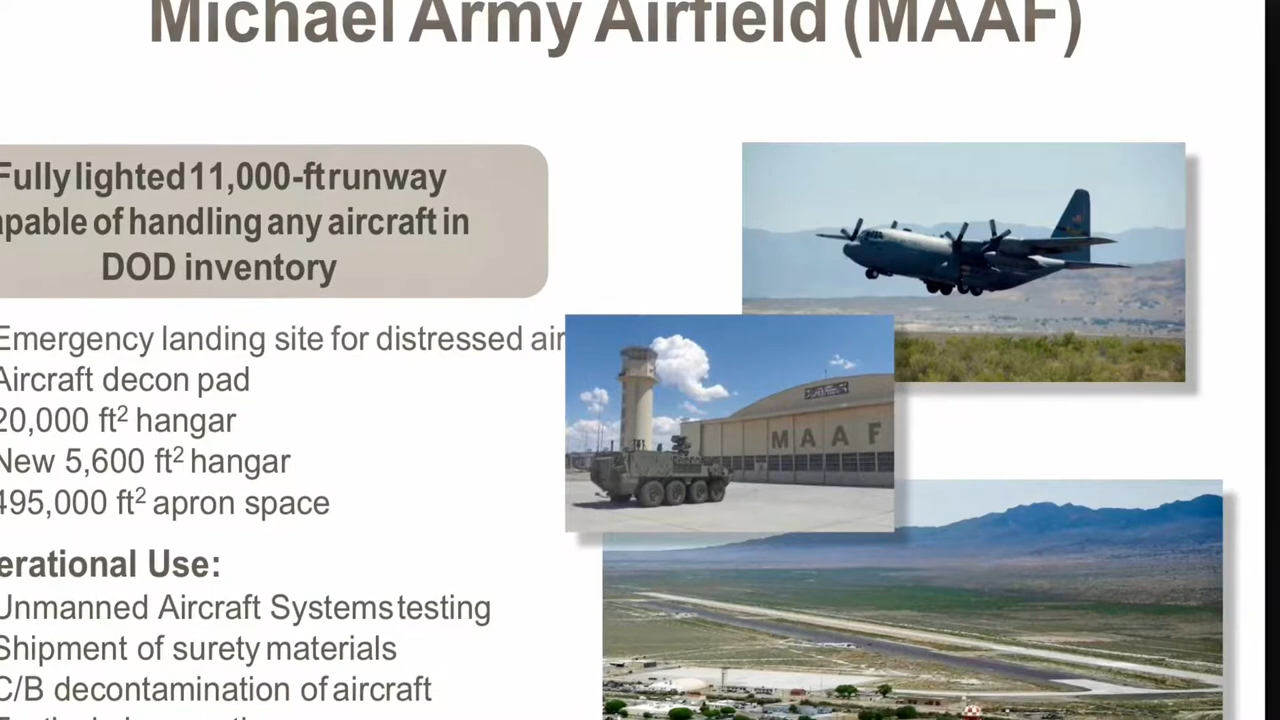 Michael Army Airfield (MAAF)
Fully lighted 11,000-ft runway
apable of handling any aircraft in
DOD inventory
Emergency landing site for distressed air
Aircraft decon pad
20,000 ft² hangar
New 5,600 ft² hangar
495,000 ft² apron space
erational Use:
Unmanned Aircraft Systems testing
Shipment of surety materials
C/B decontamination of aircraft
MAAF